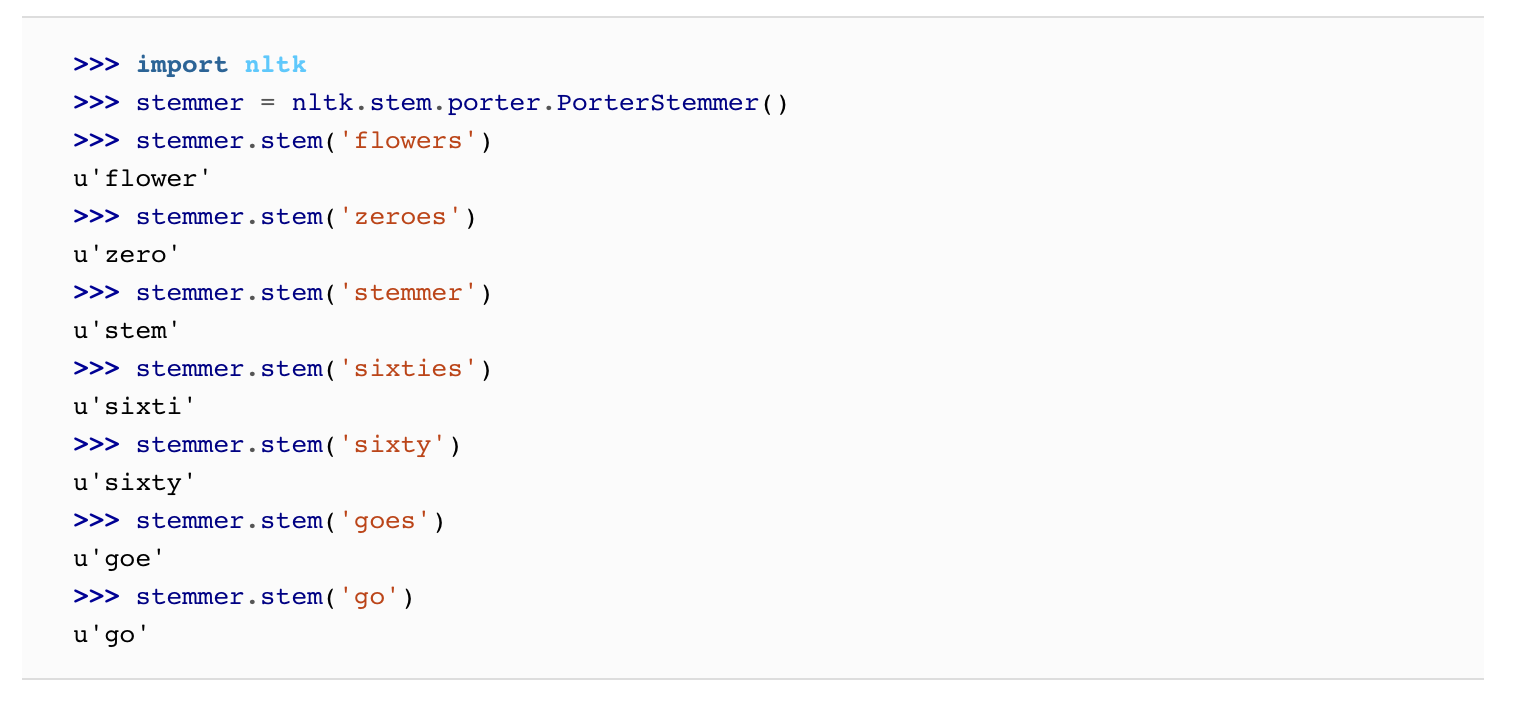 >>> import nltk
>>> stemmer = nltk.stem.porter.PorterStemmer()
>>> stemmer.stem('flowers')
u'flower'
>>> stemmer.stem('zeroes')
u'zero'
>>> stemmer.stem('stemmer')
u'stem'
>>> stemmer.stem('sixties')
u'sixti'
>>> stemmer.stem('sixty')
u'sixty'
>>> stemmer.stem('goes')
u'goe'
>>> stemmer.stem('go')
u'go'